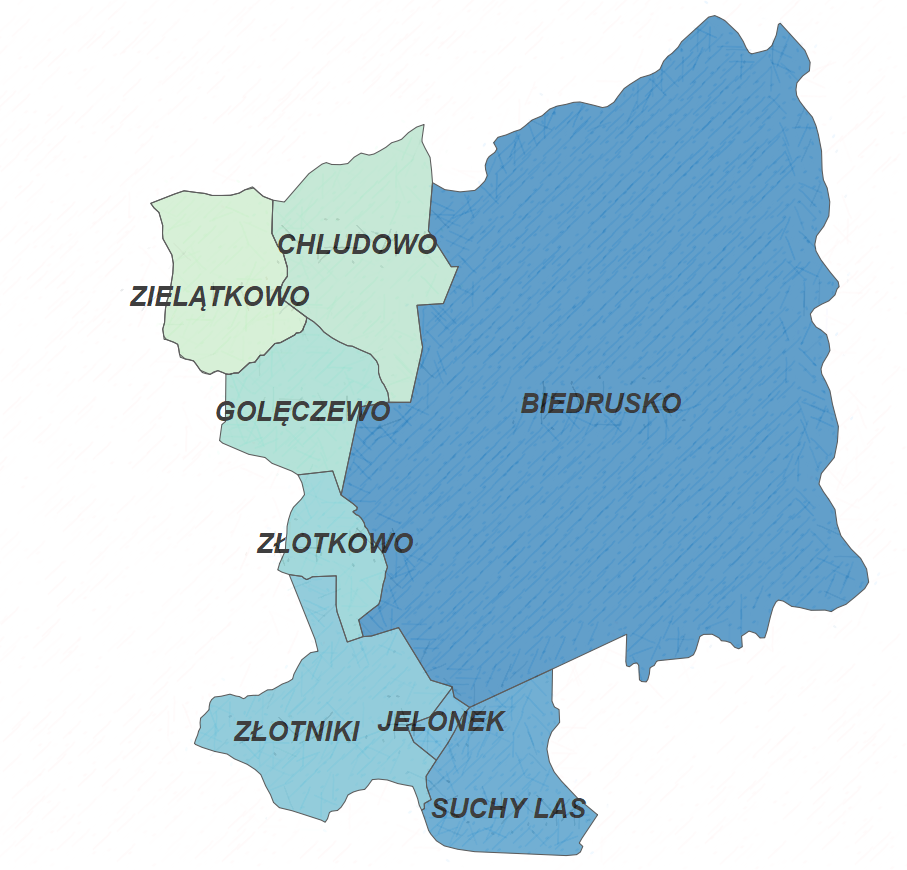 CHLUDOWO
ZIELĄTKOWO
BIEDRUSKO
GOLĘCZEWO
ZŁOTKOWO
JELONEK
ZŁOTNIKI
SUCHY LAS